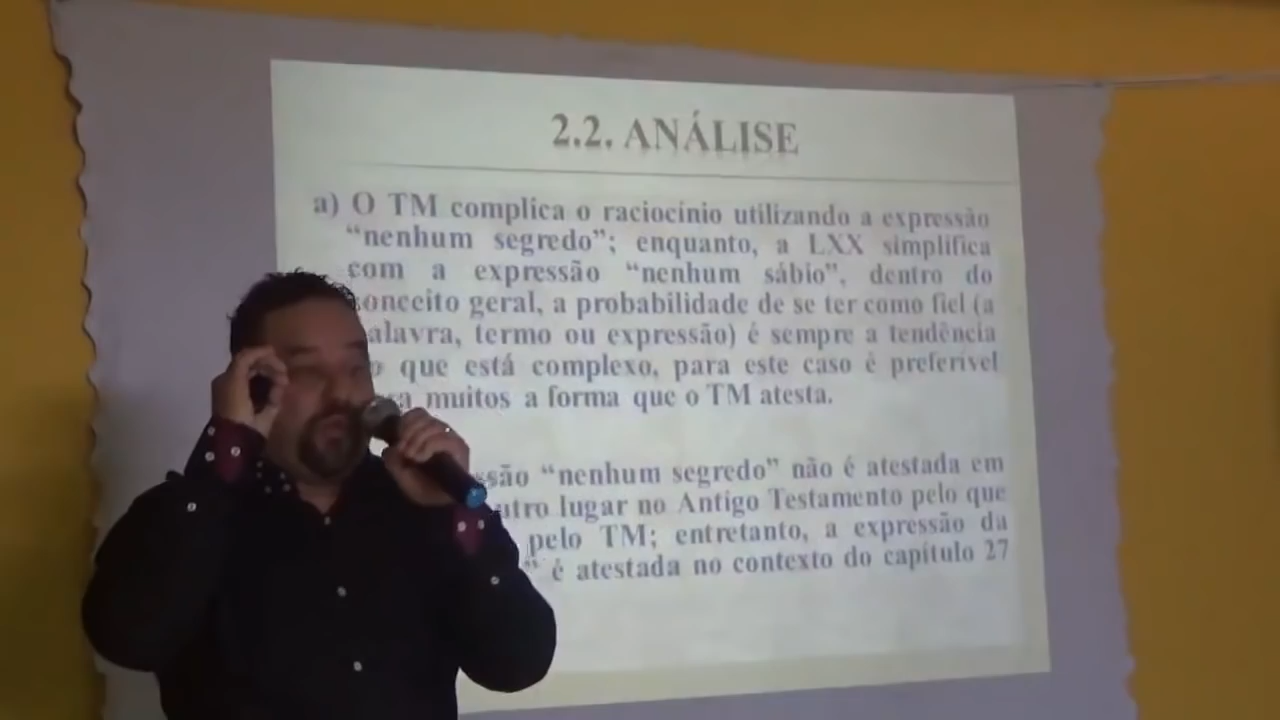 2.2. ANÁLISE
a) O TM complica o raciocínio utilizando a expressão
“nenhum segredo”; enquanto, a LXX simplifica
com a expressão “nenhum sábio”, dentro do
conceito geral, a probabilidade de se ter como fiel (a
alavra, termo ou expressão) é sempre a tendência
que está complexo, para este caso é preferível
a muitos a forma que o TM atesta.
são “nenhum segredo” não é atestada em
utro lugar no Antigo Testamento pelo que
pelo TM; entretanto, a expressão da
” é atestada no contexto do capítulo 27